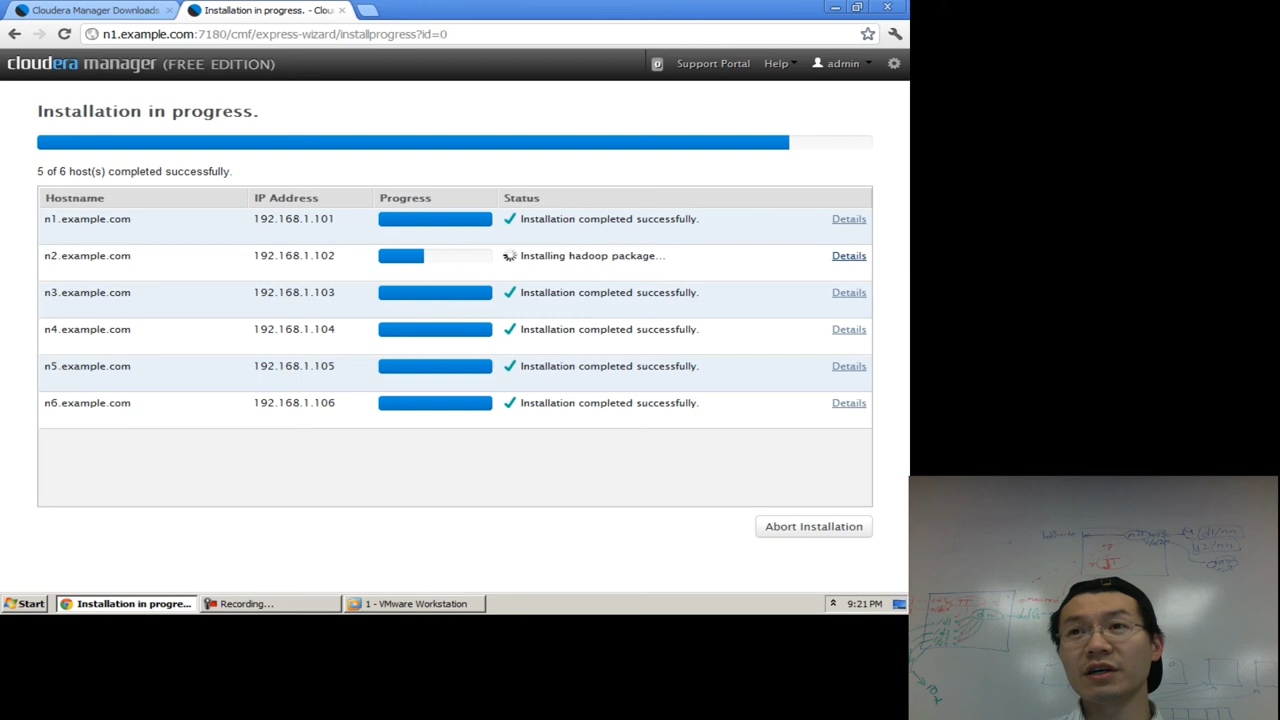 Cloudera Manager Downloads
Installation in progress. - Clou
n1.example.com:7180/cmf/express-wizard/installprogress?id=0
cloudera manager (FREE EDITION)
Support Portal Help admin
Installation in progress.
5 of 6 host(s) completed successfully.
Hostname IP Address Progress Status
n1.example.com 192.168.1.101 Installation completed successfully. Details
n2.example.com 192.168.1.102 Installing hadoop package... Details
n3.example.com 192.168.1.103 Installation completed successfully. Details
n4.example.com 192.168.1.104 Installation completed successfully. Details
n5.example.com 192.168.1.105 Installation completed successfully. Details
n6.example.com 192.168.1.106 Installation completed successfully. Details
Abort Installation
Start Installation in progre... Recording... 1 - VMware Workstation 9:21 PM